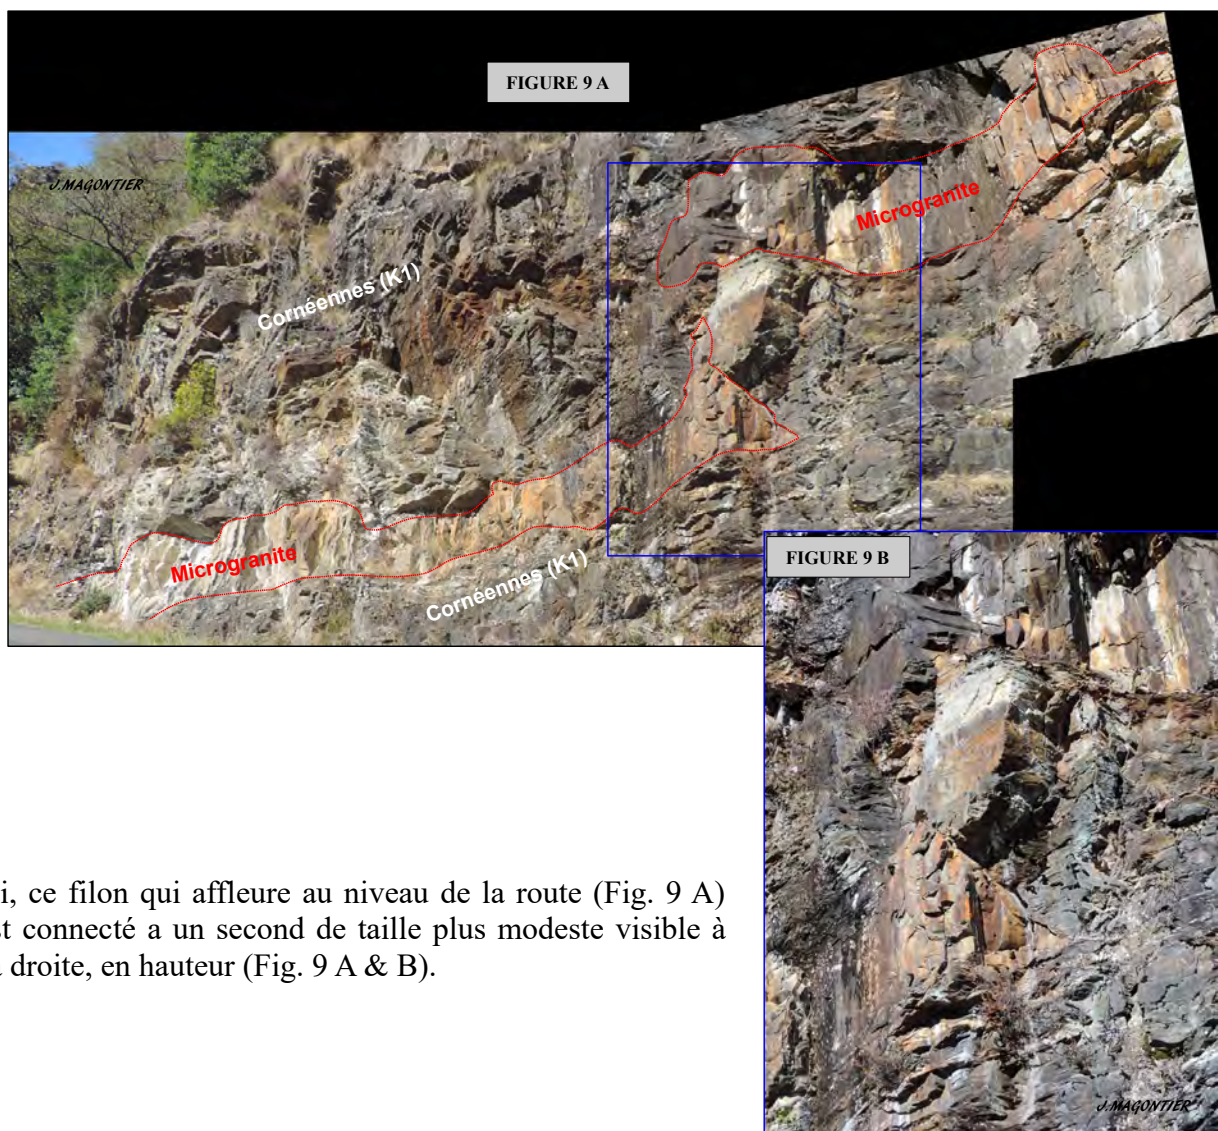 FIGURE 9 A
J.MAGONTIER
Microgranite
Cornéennes (K1)
Microgranite
Cornéennes (K1)
FIGURE 9 B
i, ce filon qui affleure au niveau de la route (Fig. 9 A)
st connecté a un second de taille plus modeste visible à
droite, en hauteur (Fig. 9 A & B).
J.MAGONTIER